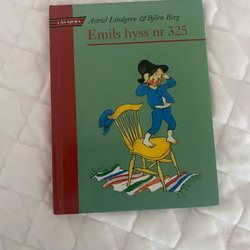 LÄS MERA
Astrid Lindgren & Björn Berg
Emils hyss nr 325